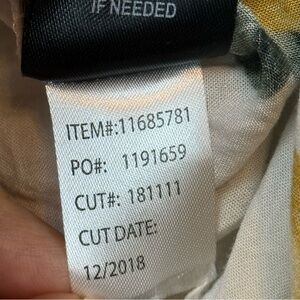 IF NEEDED
ITEM#:11685781
PO#: 1191659
CUT#: 181111
CUT DATE:
12/2018